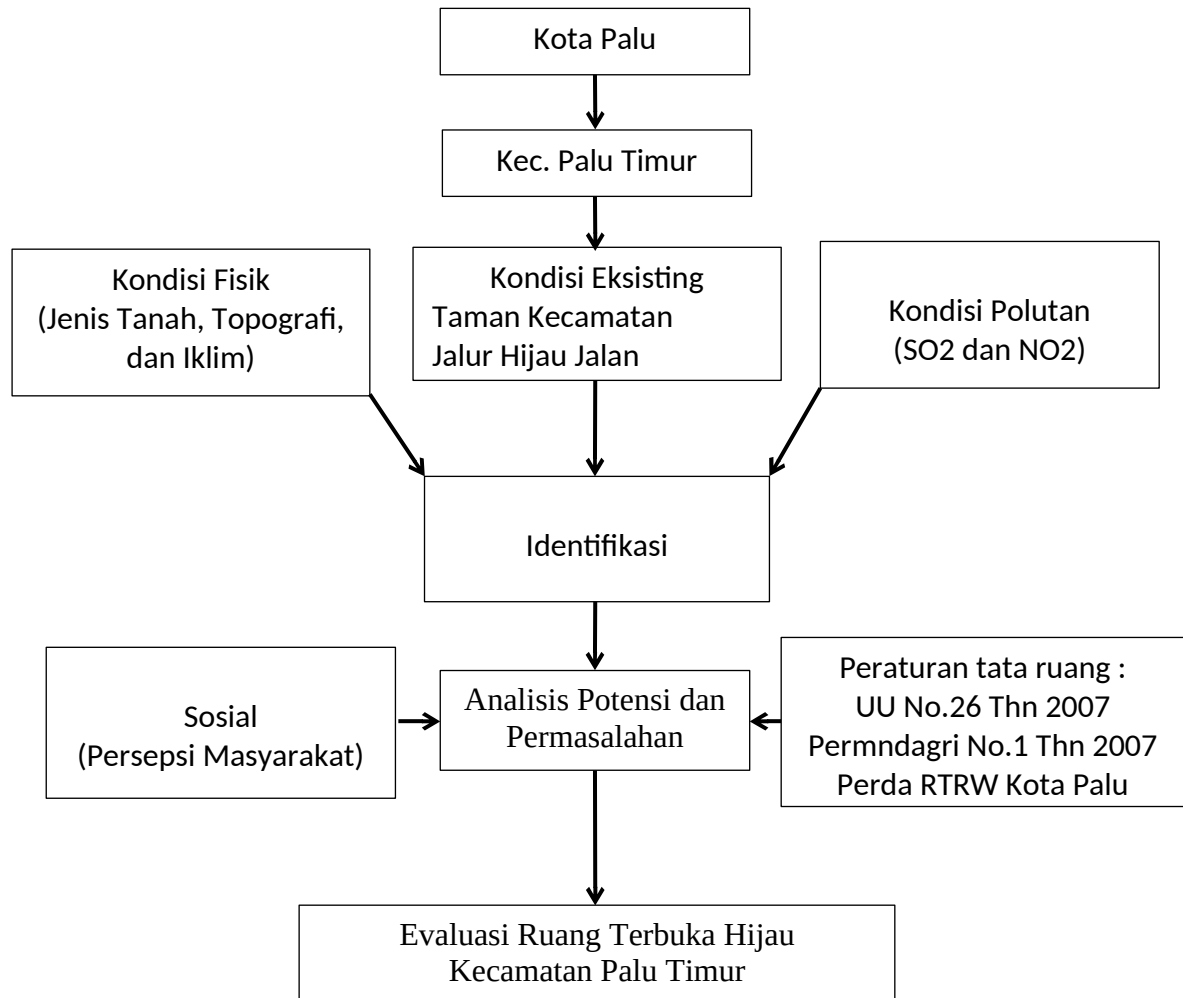 Kota Palu
Kec. Palu Timur
Kondisi Fisik
(Jenis Tanah, Topografi,
dan Iklim)
Kondisi Eksisting
Taman Kecamatan
Jalur Hijau Jalan
Kondisi Polutan
(SO2 dan NO2)
Identifikasi
Sosial
(Persepsi Masyarakat)
Analisis Potensi dan
Permasalahan
Peraturan tata ruang :
UU No.26 Thn 2007
Permndagri No.1 Thn 2007
Perda RTRW Kota Palu
Evaluasi Ruang Terbuka Hijau
Kecamatan Palu Timur